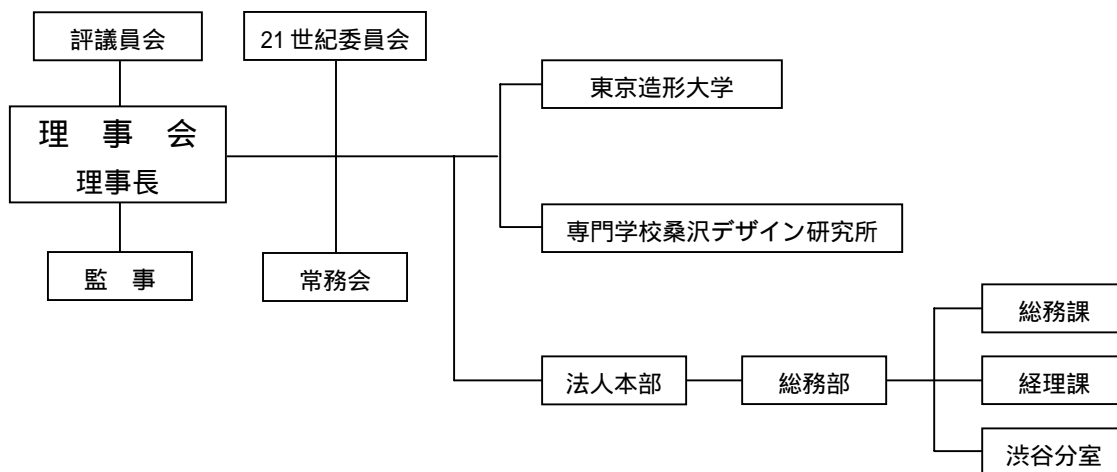 評議員会
21世紀委員会
東京造形大学
理　事　会
理事長
専門学校桑沢デザイン研究所
監　事
常務会
総務課
法人本部
総務部
経理課
渋谷分室